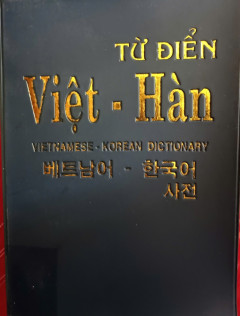 TỪ ĐIỂN
Việt - Hàn
VIETNAMESE - KOREAN DICTIONARY
베트남어 - 한국어
사전